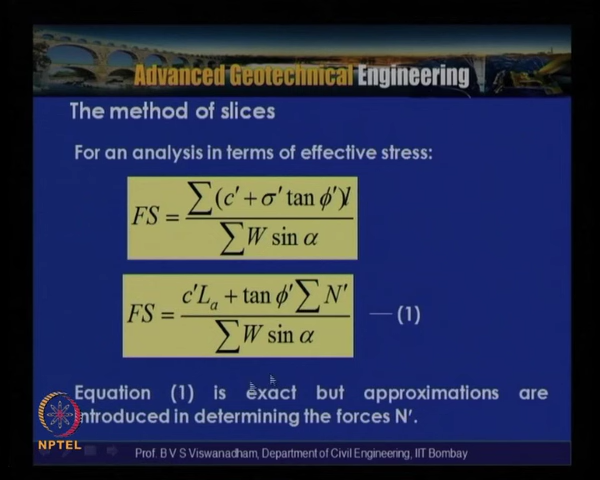 Advanced Geotechnical Engineering
The method of slices
For an analysis in terms of effective stress:
FS = ∑(c' + σ' tan ϕ')l / ∑W sin α
FS = c'Lₐ + tan ϕ'∑N' / ∑W sin α — (1)
Equation (1) is exact but approximations are
introduced in determining the forces N'.
NPTEL
Prof. B V S Viswanadham, Department of Civil Engineering, IIT Bombay